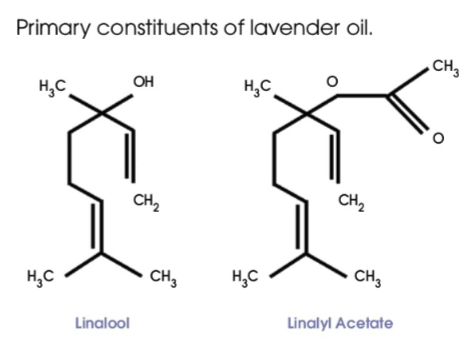 Primary constituents of lavender oil.
CH₃
H₃C OH H₃C O
O
CH₂ CH₂
H₃C CH₃ H₃C CH₃
Linalool Linalyl Acetate